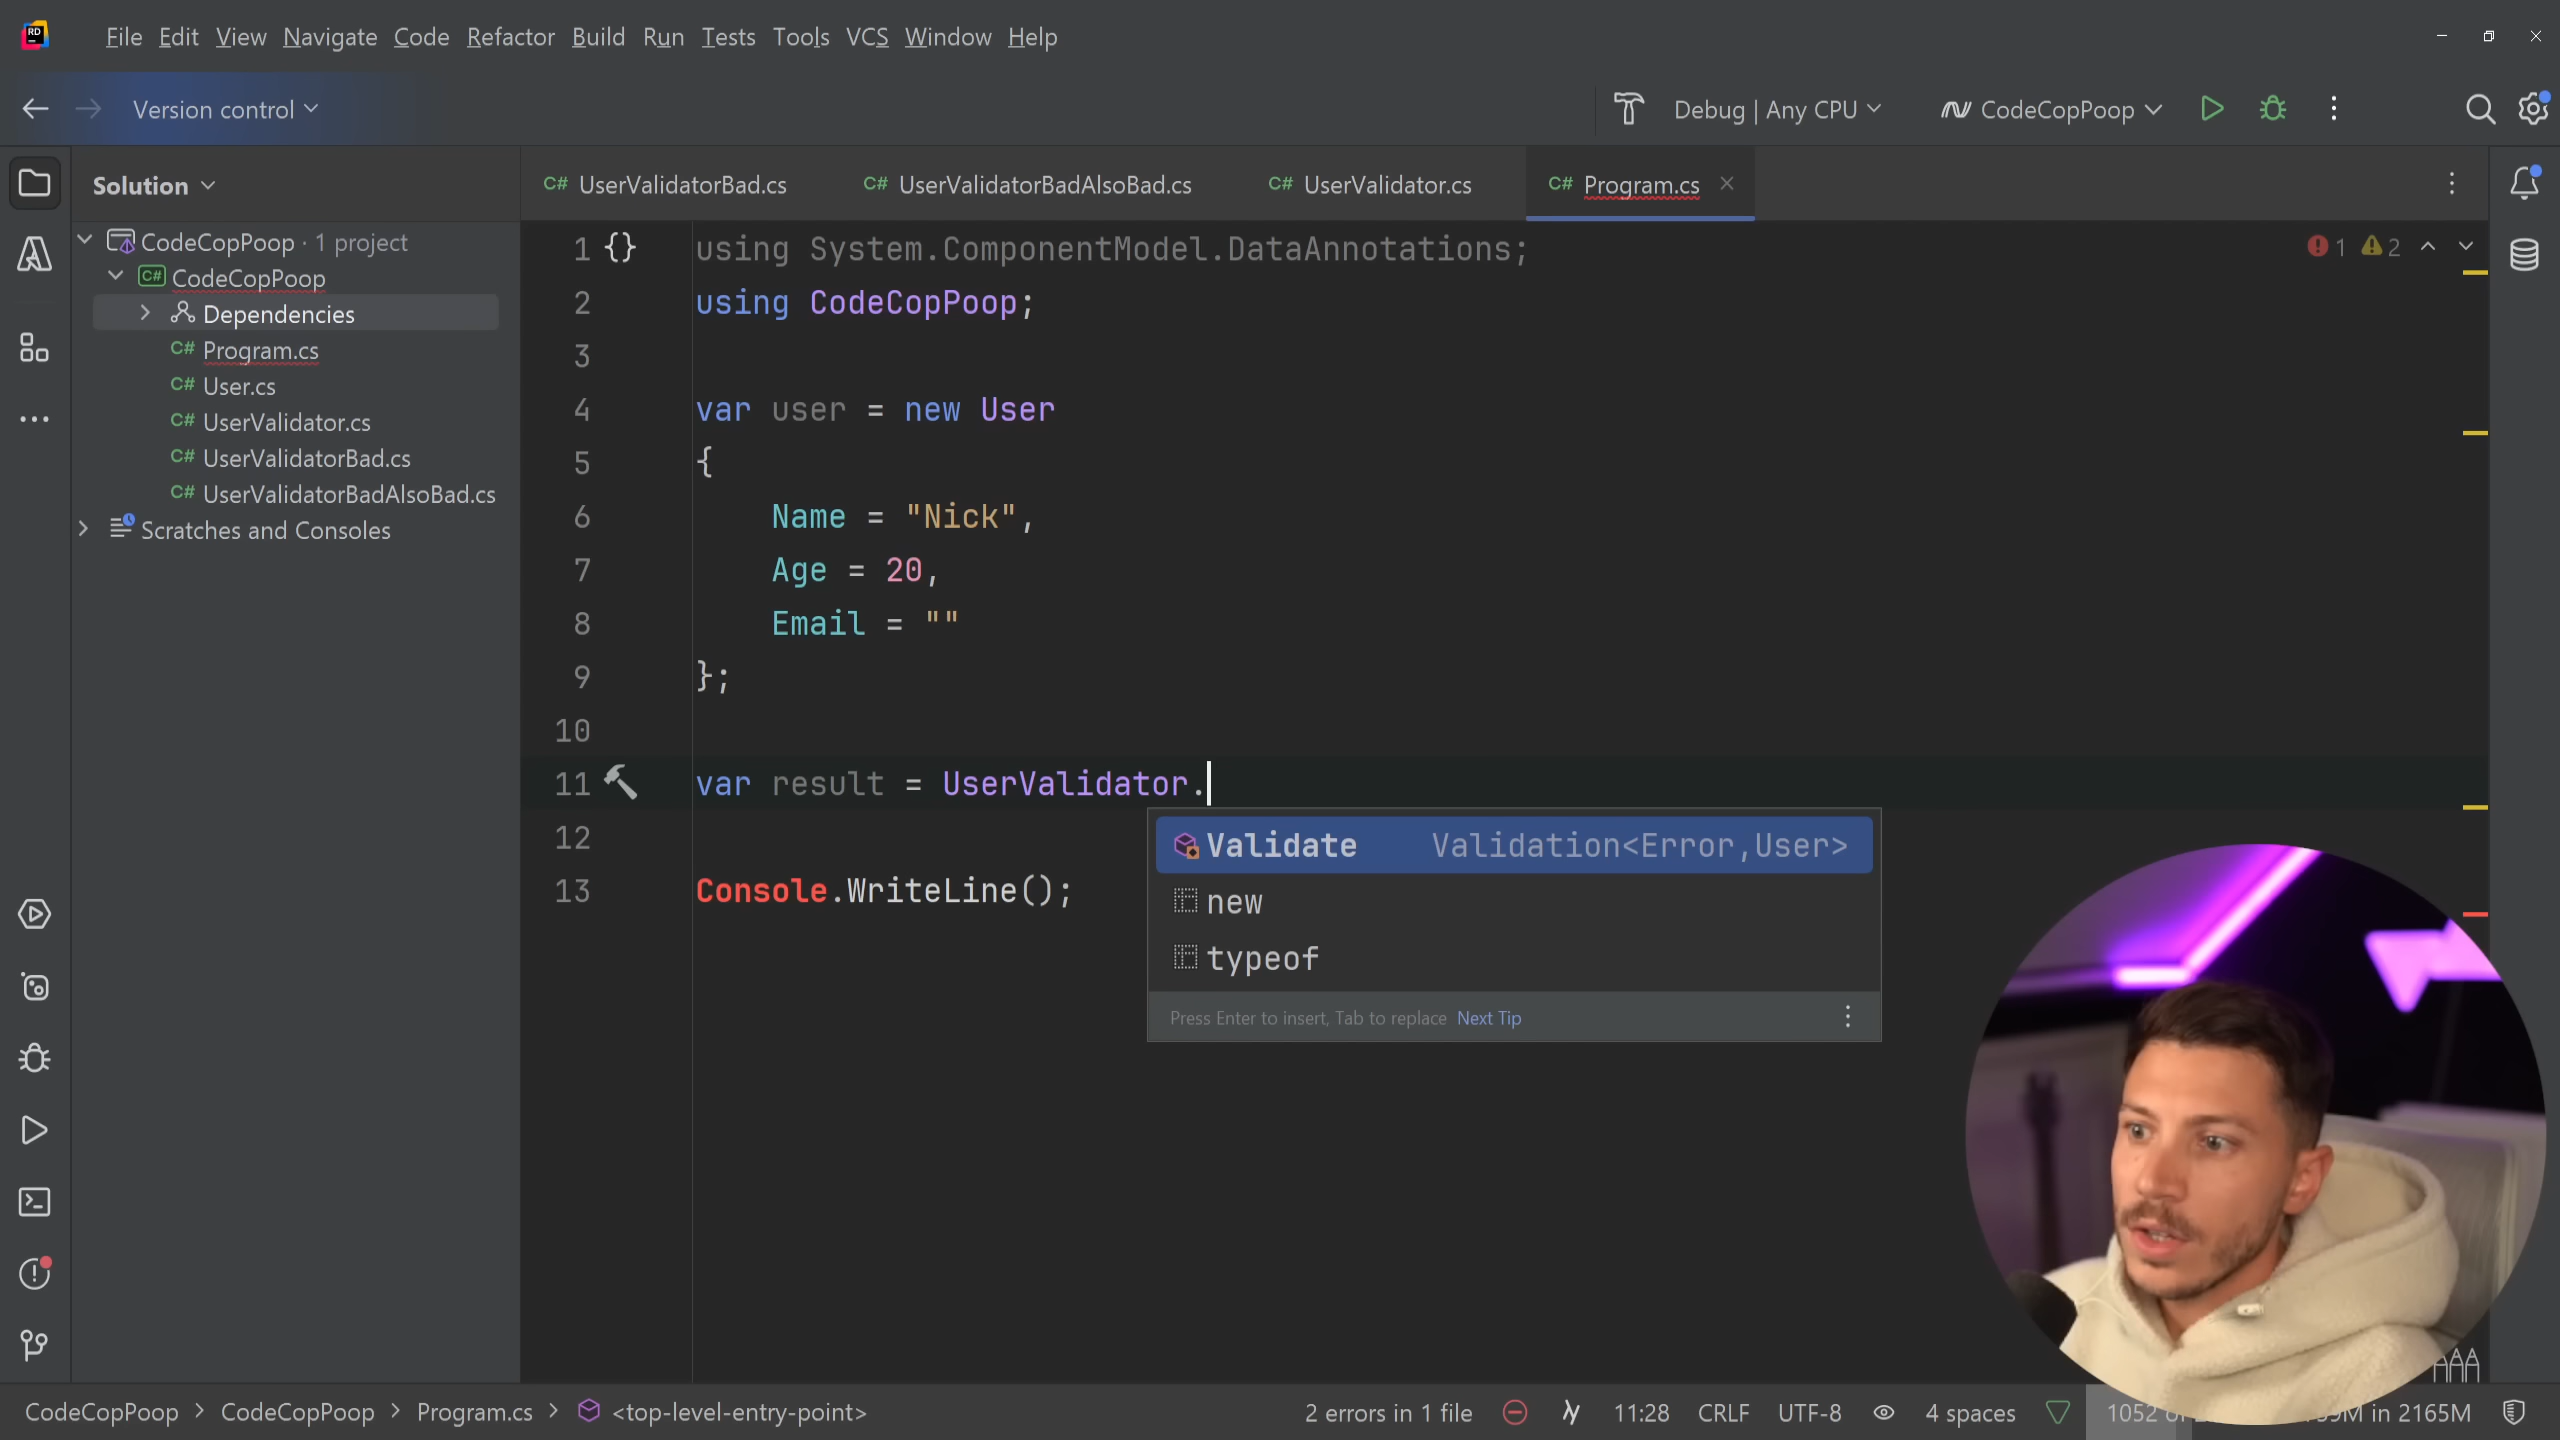 RD File Edit View Navigate Code Refactor Build Run Tests Tools VCS Window Help
Version control Debug | Any CPU CodeCopPoop
Solution
C# UserValidatorBad.cs C# UserValidatorBadAlsoBad.cs C# UserValidator.cs C# Program.cs
CodeCopPoop · 1 project
C# CodeCopPoop
Dependencies
C# Program.cs
C# User.cs
C# UserValidator.cs
C# UserValidatorBad.cs
C# UserValidatorBadAlsoBad.cs
Scratches and Consoles
1 {} using System.ComponentModel.DataAnnotations; 1 2
2 using CodeCopPoop;
3
4 var user = new User
5 {
6 Name = "Nick",
7 Age = 20,
8 Email = ""
9 };
10
11 var result = UserValidator.
12
13 Console.WriteLine();
Validate Validation<Error,User>
new
typeof
Press Enter to insert, Tab to replace Next Tip
CodeCopPoop > CodeCopPoop > Program.cs > <top-level-entry-point> 2 errors in 1 file 11:28 CRLF UTF-8 4 spaces 1052 in 2165M